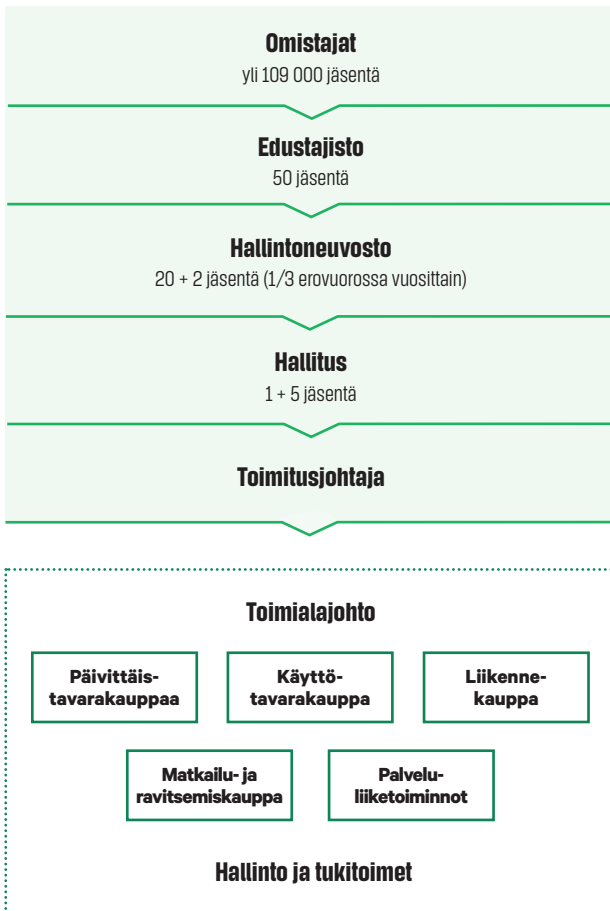 Omistajat
yli 109 000 jäsentä
Edustajisto
50 jäsentä
Hallintoneuvosto
20 + 2 jäsentä (1/3 erovuorossa vuosittain)
Hallitus
1 + 5 jäsentä
Toimitusjohtaja
Toimialajohto
Päivittäis-
tavarakauppaa
Käyttö-
tavarakauppa
Liikenne-
kauppa
Matkailu- ja
ravitsemiskauppa
Palvelu-
liiketoiminnot
Hallinto ja tukitoimet